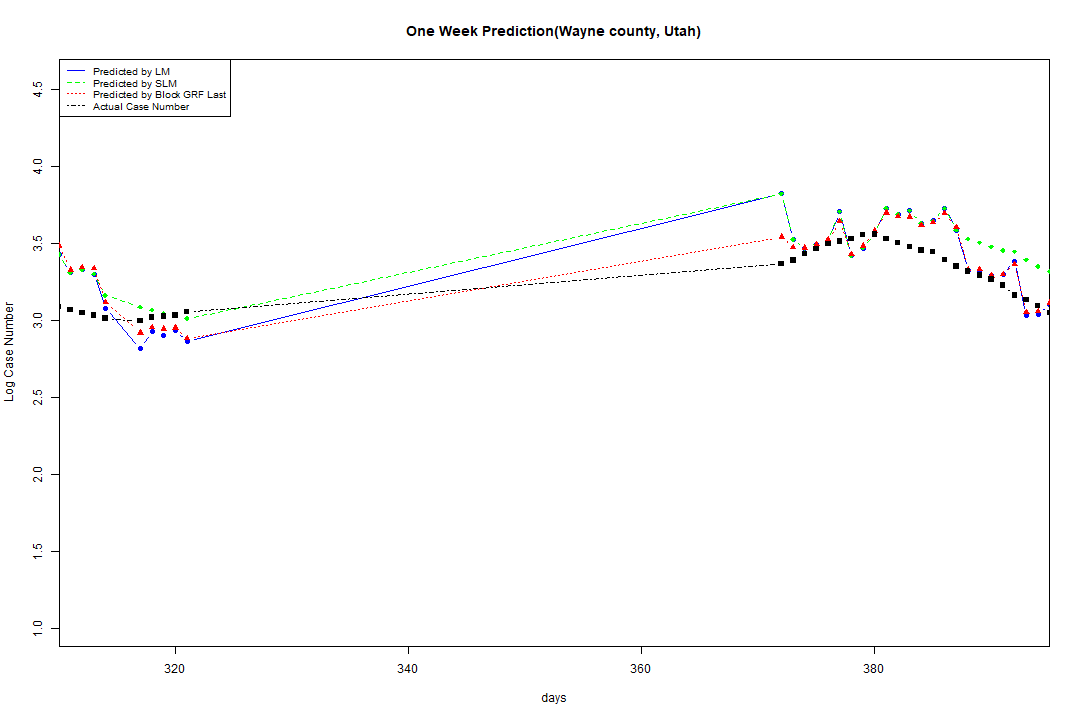 One Week Prediction(Wayne county, Utah)
Predicted by LM
Predicted by SLM
Predicted by Block GRF Last
Actual Case Number
4.5
4.0
3.5
3.0
2.5
2.0
1.5
1.0
Log Case Number
320
340
360
380
days